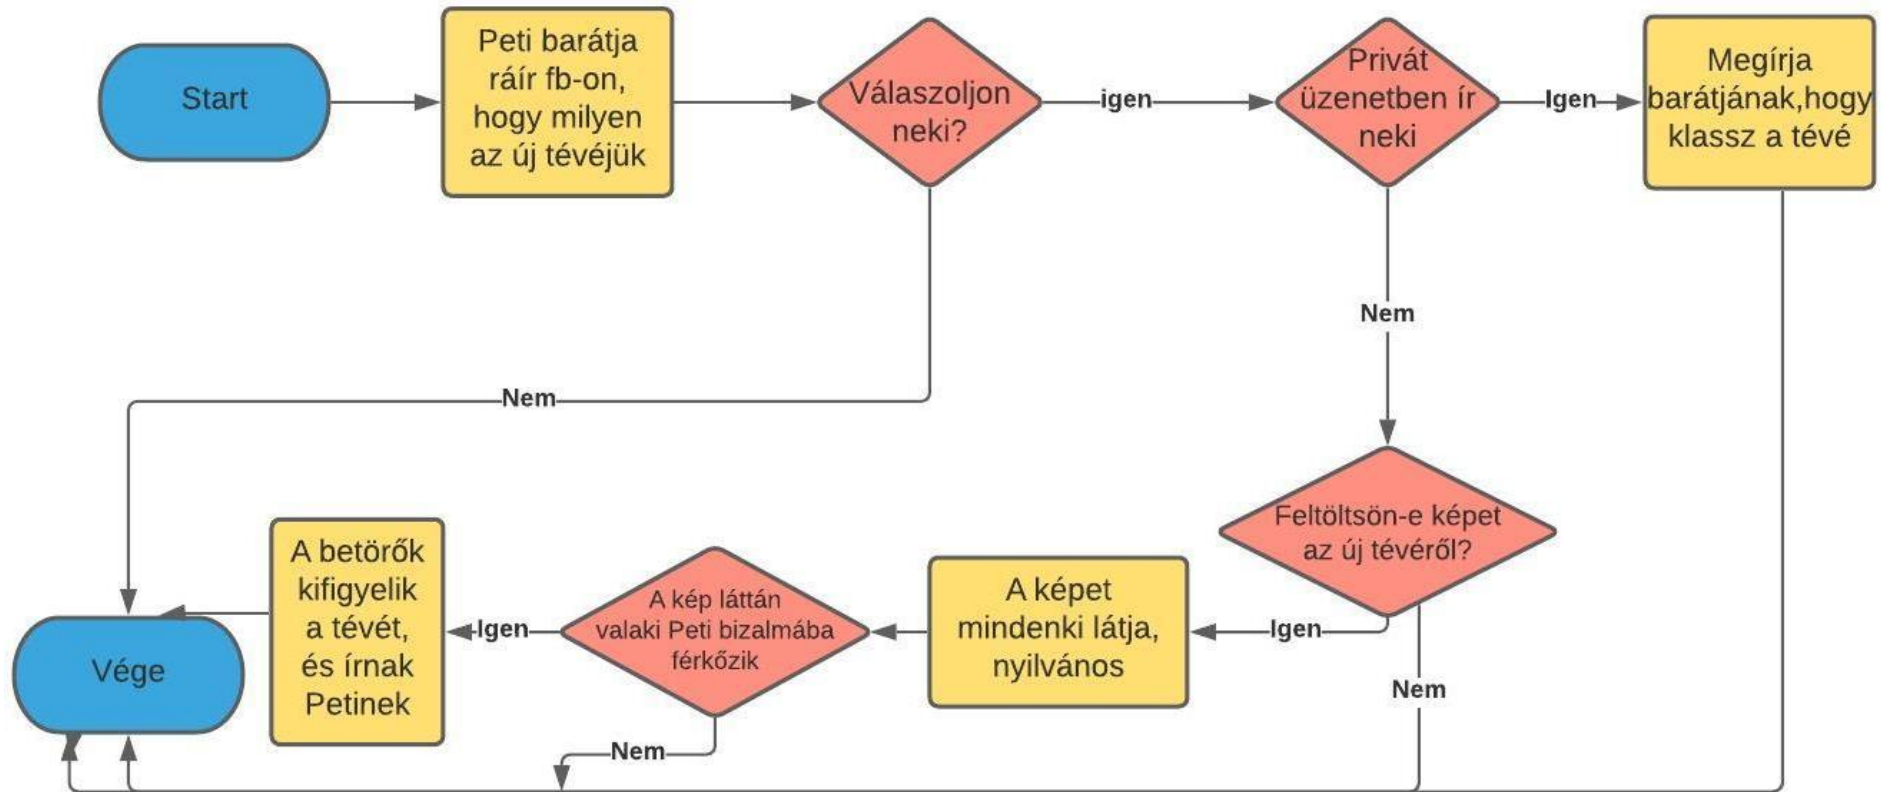 Start
Peti barátja
ráír fb-on,
hogy milyen
az új tévéjük
Válaszoljon
neki?
igen
Privát
üzenetben ír
neki
Igen
Megírja
barátjának,hogy
klassz a tévé
Nem
Nem
Feltöltsön-e képet
az új tévéről?
Igen
Nem
A képet
mindenki látja,
nyilvános
A kép láttán
valaki Peti bizalmába
férkőzik
Igen
Nem
A betörők
kifigyelik
a tévét,
és írnak
Petinek
Vége